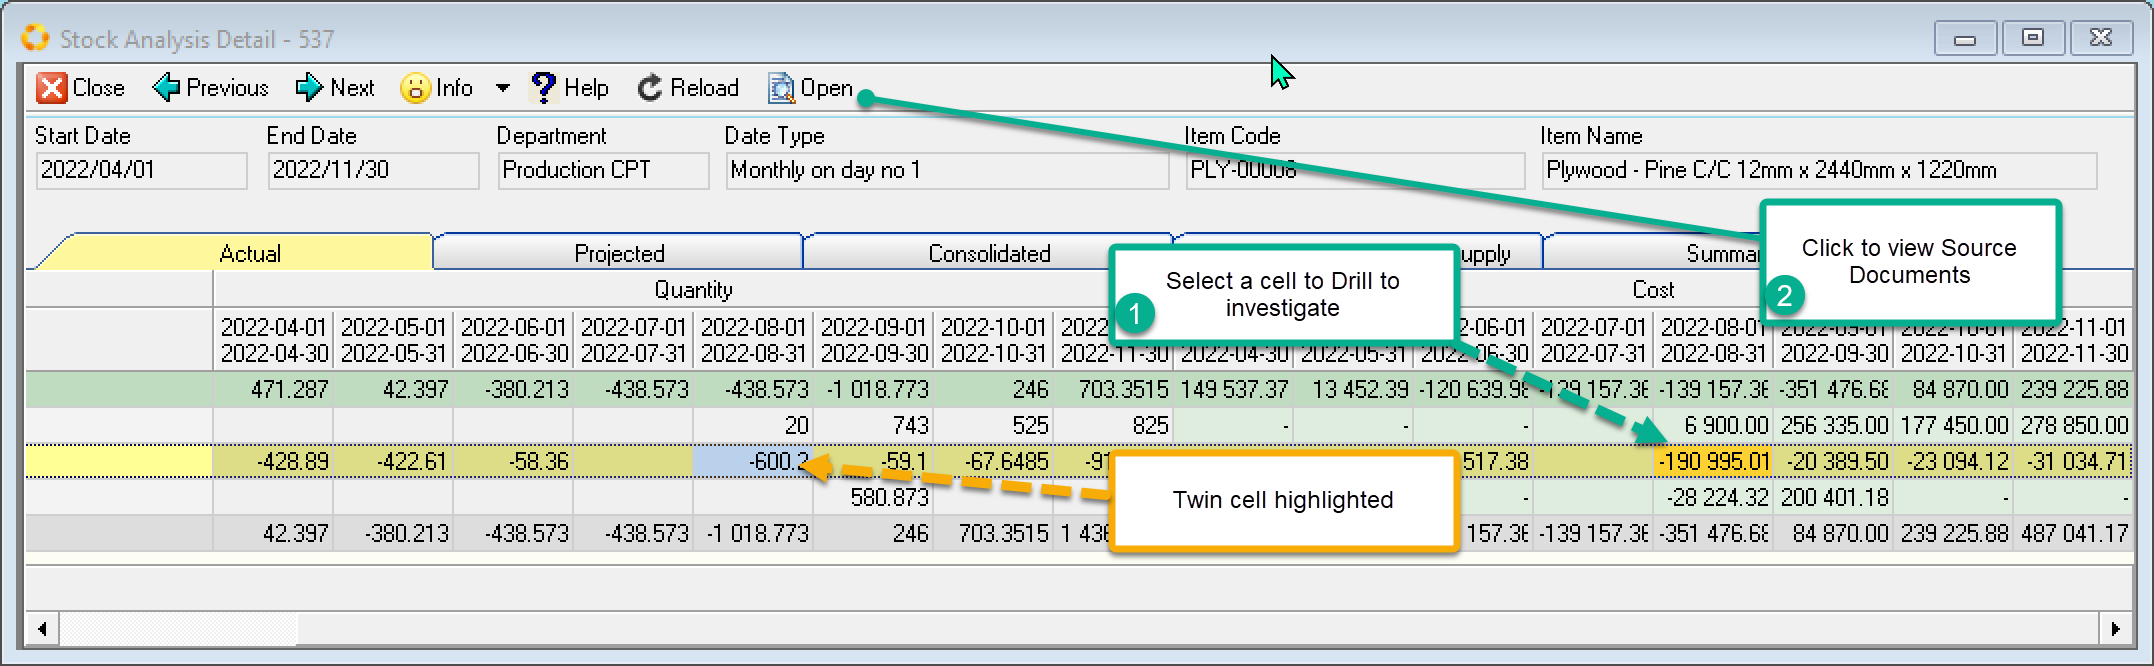 Stock Analysis Detail - 537
Close Previous Next Info Help Reload Open
Start Date End Date Department Date Type Item Code Item Name
2022/04/01 2022/11/30 Production CPT Monthly on day no 1 PLY-00008 Plywood - Pine C/C 12mm x 2440mm x 1220mm
Click to view Source
Documents
2
Actual Projected Consolidated upply Summar
Select a cell to Drill to
investigate
1
Quantity Cost
2022-04-01 2022-05-01 2022-06-01 2022-07-01 2022-08-01 2022-09-01 2022-10-01 2022-06-01 2022-07-01 2022-08-01 2022-09-01 2022-10-01 2022-11-01
2022-04-30 2022-05-31 2022-06-30 2022-07-31 2022-08-31 2022-09-30 2022-10-31 2022-11-30 2022-04-30 2022-05-31 2022-06-30 2022-07-31 2022-08-31 2022-09-30 2022-10-31 2022-11-30
471.287 42.397 -380.213 -438.573 -438.573 -1 018.773 246 703.3515 149 537.37 13 452.39 -120 639.98 -139 157.36 -139 157.36 -351 476.68 84 870.00 239 225.88
20 743 525 825 - - - 6 900.00 256 335.00 177 450.00 278 850.00
-428.89 -422.61 -58.36 -600.2 -59.1 -67.6485 -91 517.38 -190 995.01 -20 389.50 -23 094.12 -31 034.71
Twin cell highlighted
580.873 - -28 224.32 200 401.18 - -
42.397 -380.213 -438.573 -438.573 -1 018.773 246 703.3515 1 436 157.36 -139 157.36 -351 476.68 84 870.00 239 225.88 487 041.17